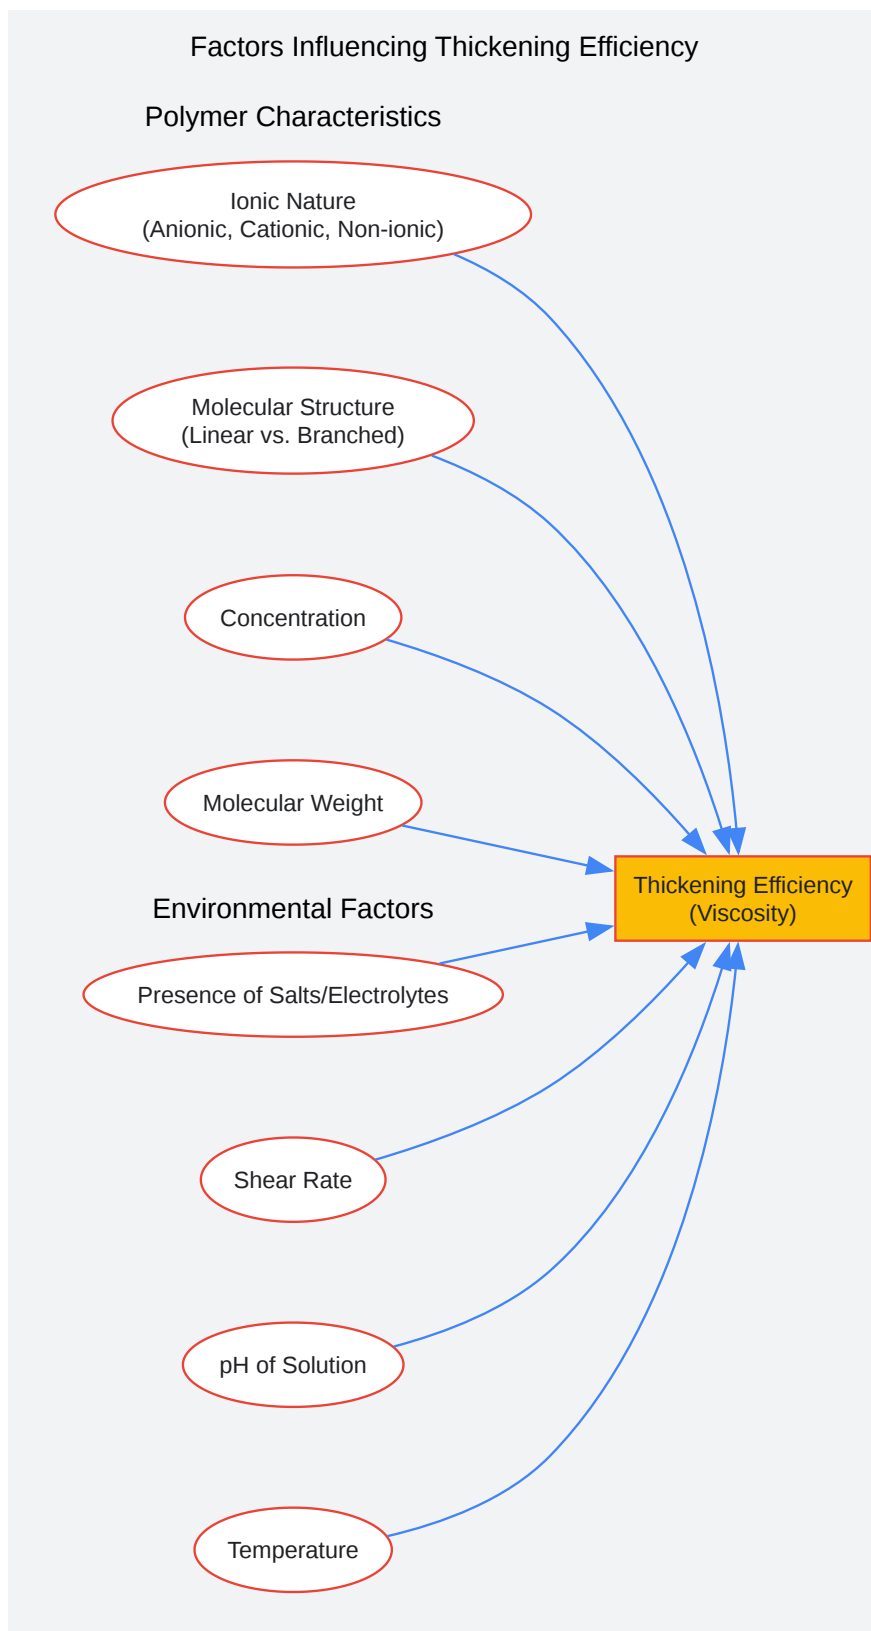 Factors Influencing Thickening Efficiency
Polymer Characteristics
Ionic Nature
(Anionic, Cationic, Non-ionic)
Molecular Structure
(Linear vs. Branched)
Concentration
Molecular Weight
Thickening Efficiency
(Viscosity)
Environmental Factors
Presence of Salts/Electrolytes
Shear Rate
pH of Solution
Temperature